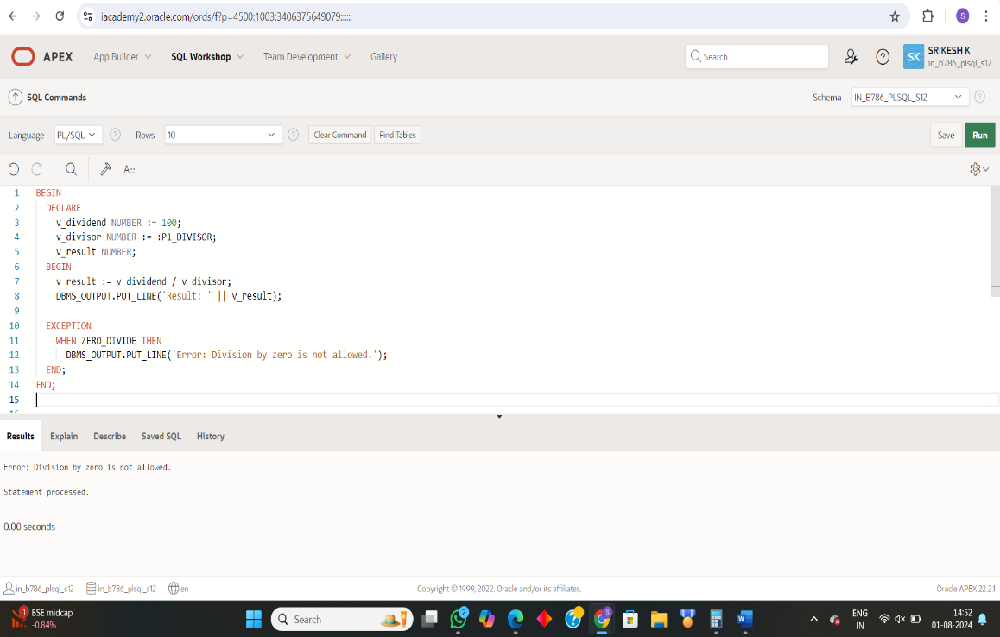 iacademy2.oracle.com/ords/f?p=4500:1003:3406375649079:::::
S
APEX
App Builder
SQL Workshop
Team Development
Gallery
Search
SK
SRIKESH K
in_b786_plsql_s12
SQL Commands
Schema
IN_B786_PLSQL_S12
Language
PL/SQL
Rows
10
Clear Command
Find Tables
Save
Run
1 BEGIN
2 DECLARE
3 v_dividend NUMBER := 100;
4 v_divisor NUMBER := :P1_DIVISOR;
5 v_result NUMBER;
6 BEGIN
7 v_result := v_dividend / v_divisor;
8 DBMS_OUTPUT.PUT_LINE('Result: ' || v_result);
9
10 EXCEPTION
11 WHEN ZERO_DIVIDE THEN
12 DBMS_OUTPUT.PUT_LINE('Error: Division by zero is not allowed.');
13 END;
14 END;
15
Results
Explain
Describe
Saved SQL
History
Error: Division by zero is not allowed.
Statement processed.
0.00 seconds
in_b786_plsql_s12
in_b786_plsql_s12
en
Copyright © 1999, 2022, Oracle and/or its affiliates.
Oracle APEX 22.2.1
1
BSE midcap
-0.84%
Search
2
S
ENG
IN
14:52
01-08-2024